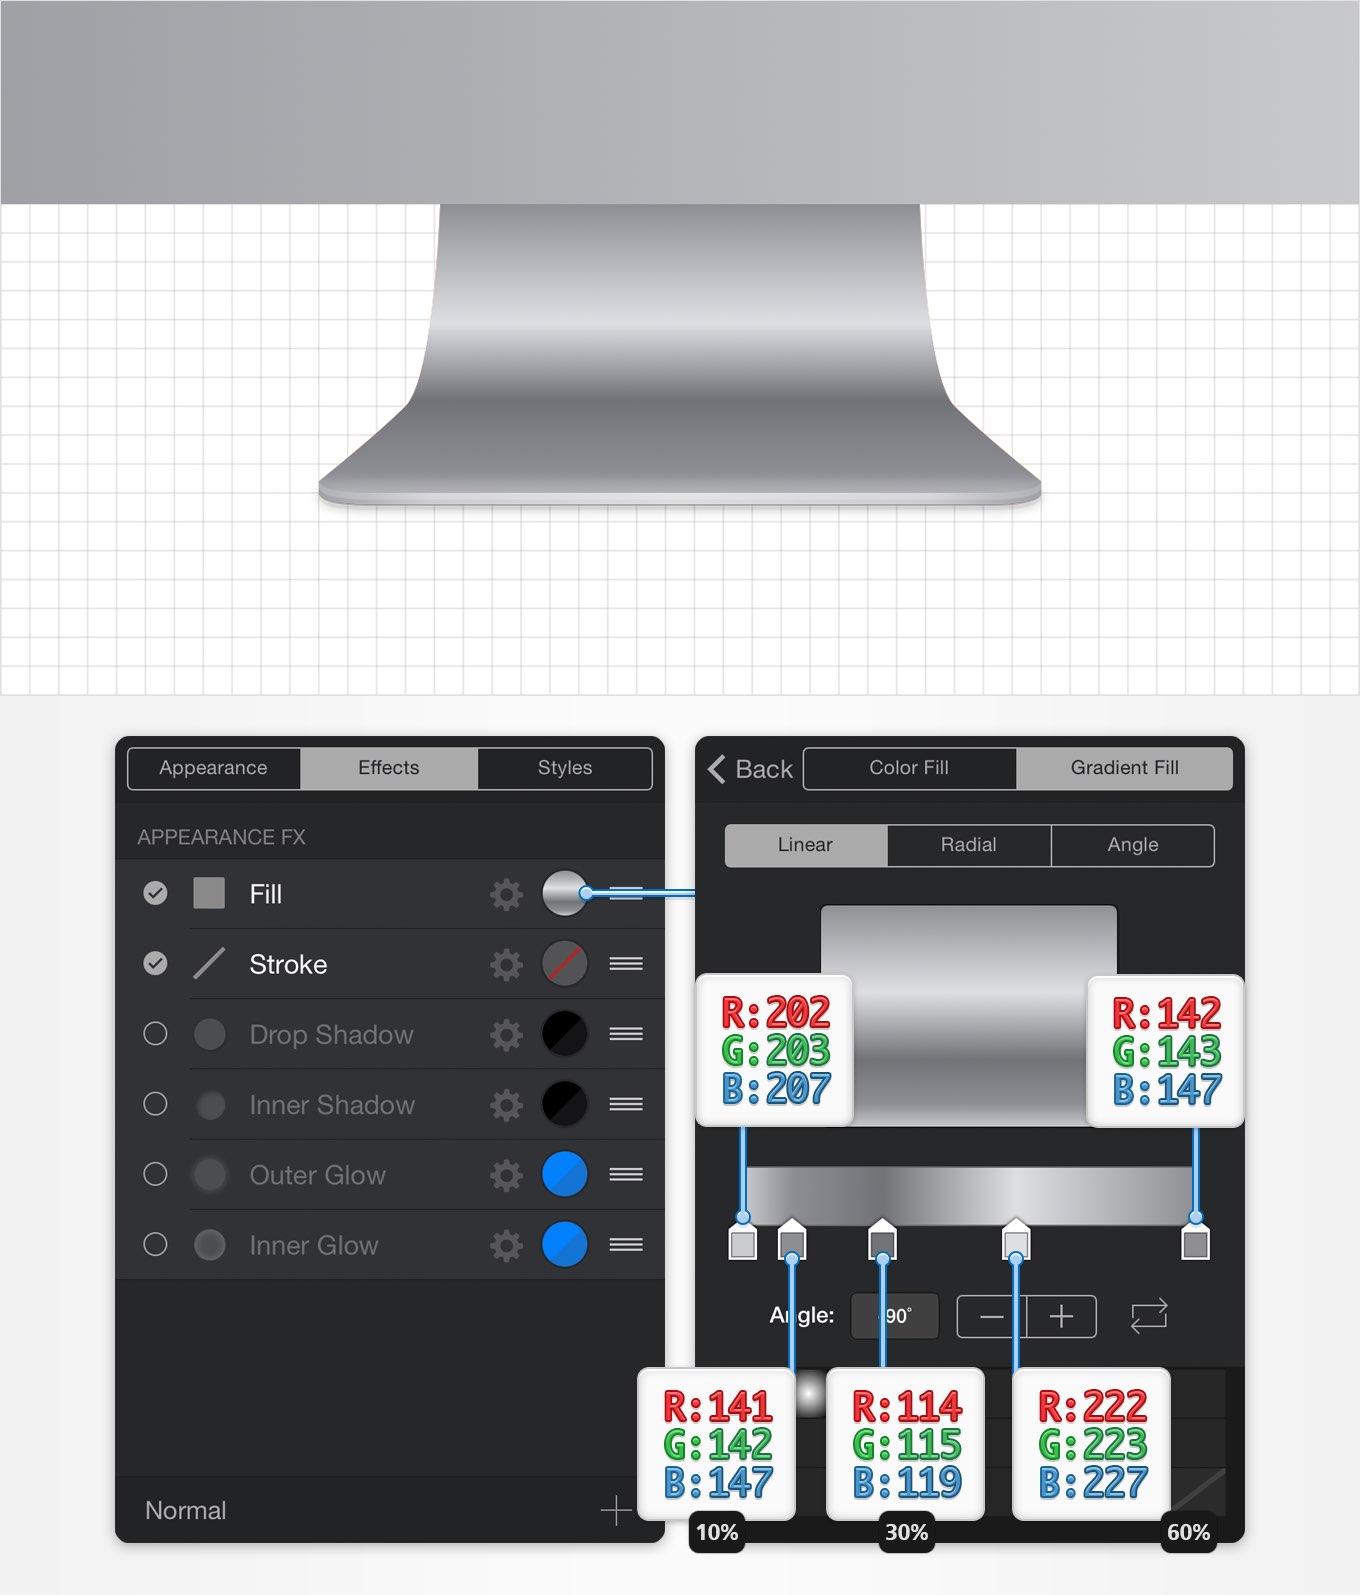 Appearance
Effects
Styles
APPEARANCE FX
Fill
Stroke
Drop Shadow
Inner Shadow
Outer Glow
Inner Glow
Normal
Back
Color Fill
Gradient Fill
Linear
Radial
Angle
R:202
G:203
B:207
R:142
G:143
B:147
Angle:
90°
R:141
G:142
B:147
10%
R:114
G:115
B:119
30%
R:222
G:223
B:227
60%